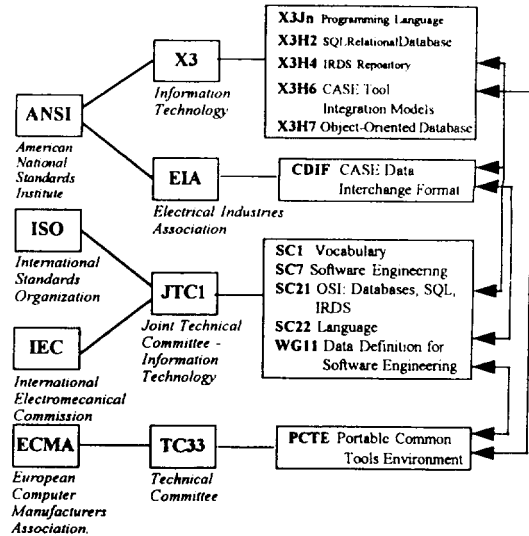 X3Jn Programming Language
X3H2 SQLRelationalDatabase
X3H4 IRDS Repository
X3H6 CASE Tool
Integration Models
X3H7 Object-Oriented Database
X3
Information
Technology
ANSI
American
National
Standards
Institute
EIA
Electrical Industries
Association
CDIF CASE Data
Interchange Format
ISO
International
Standards
Organization
JTC1
Joint Technical
Committee -
Information
Technology
SC1 Vocabulary
SC7 Software Engineering
SC21 OSI: Databases, SQL,
IRDS
SC22 Language
WG11 Data Definition for
Software Engineering
IEC
International
Electromecanical
Commission
ECMA
European
Computer
Manufacturers
Association.
TC33
Technical
Committee
PCTE Portable Common
Tools Environment